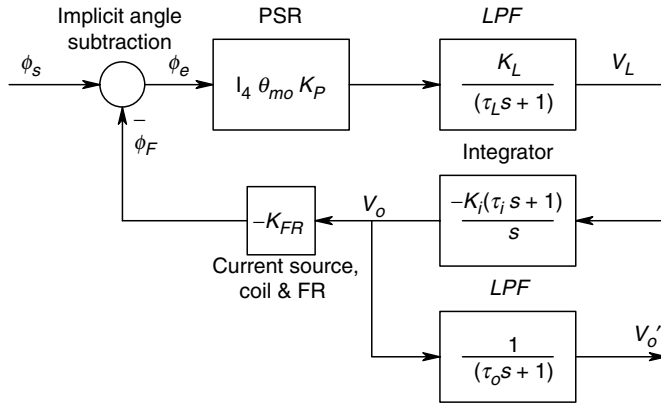 Implicit angle
subtraction
PSR
LPF
ϕs
ϕe
I4 θmo KP
KL
(τLs + 1)
VL
−
ϕF
Integrator
−KFR
Vo
−Ki(τi s + 1)
s
Current source,
coil & FR
LPF
1
(τos + 1)
Vo′